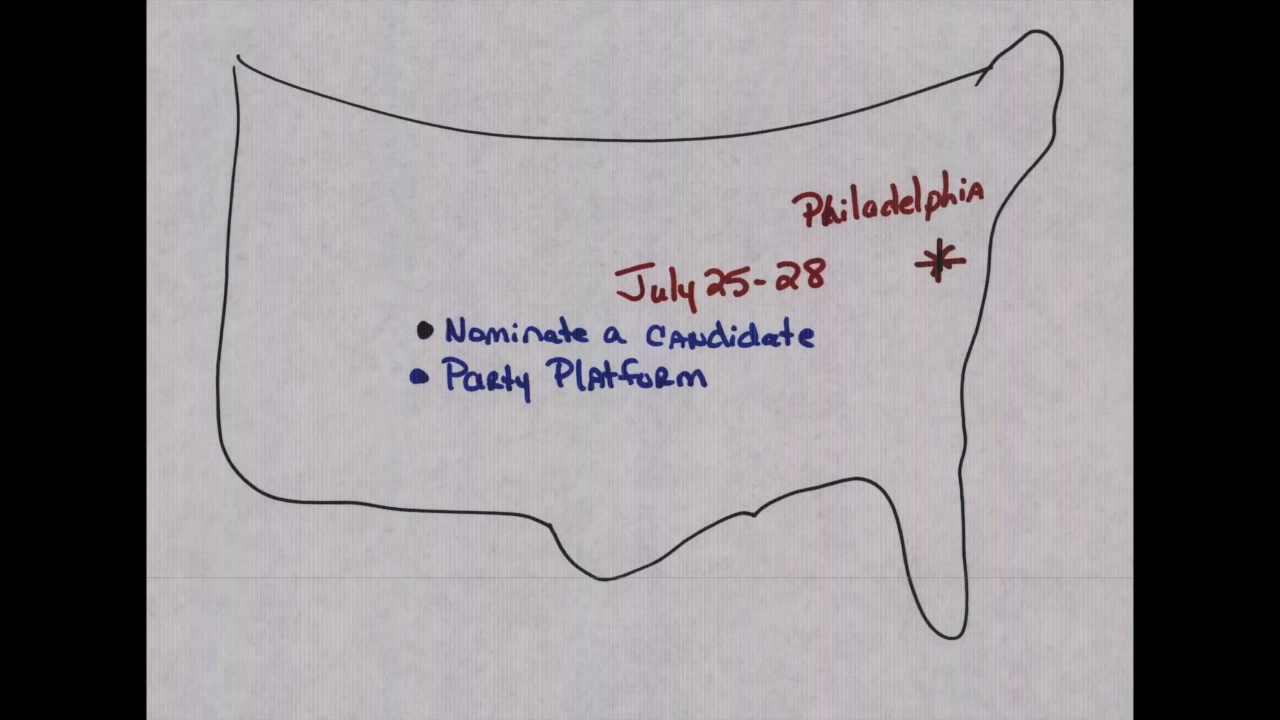 Philadelphia
July 25-28
• Nominate a Candidate
• Party Platform